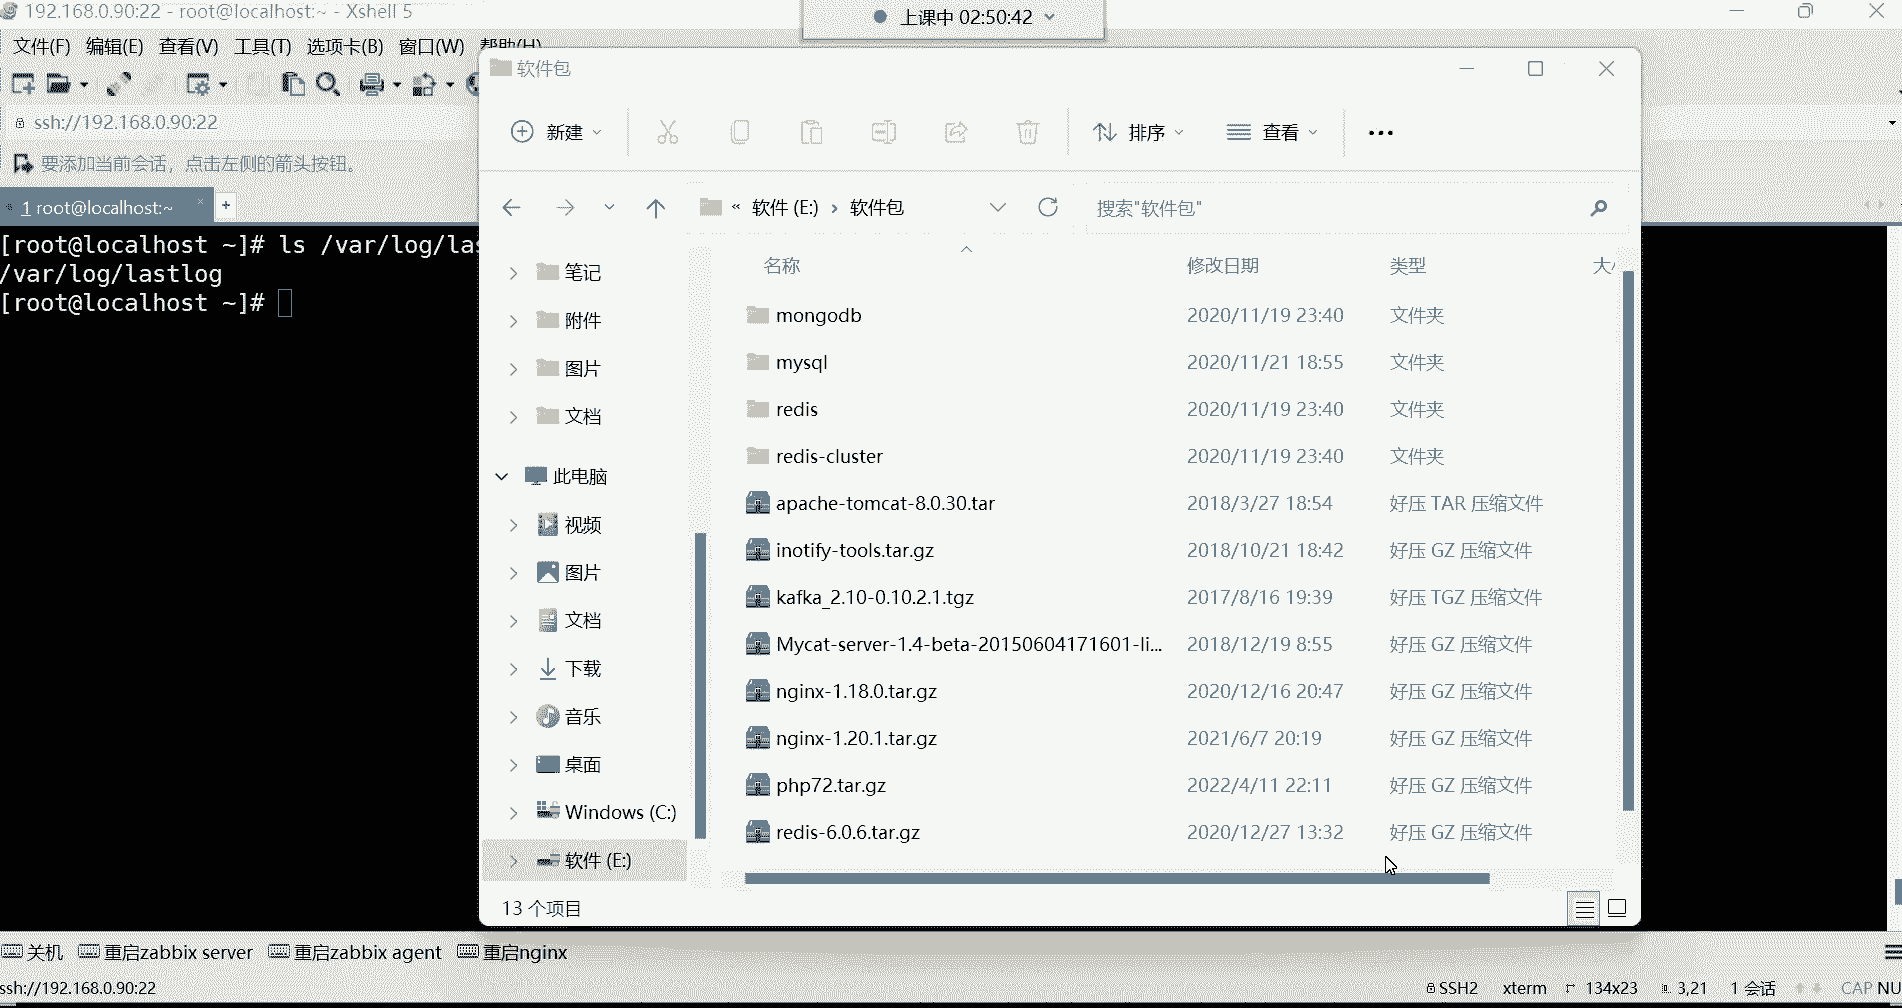 192.168.0.90:22 - root@localhost:~ - Xshell 5
上课中 02:50:42
文件(F) 编辑(E) 查看(V) 工具(T) 选项卡(B) 窗口(W) 帮助(H)
ssh://192.168.0.90:22
要添加当前会话，点击左侧的箭头按钮。
1 root@localhost:~
[root@localhost ~]# ls /var/log/las
/var/log/lastlog
[root@localhost ~]#
软件包
新建
排序
查看
« 软件 (E:) › 软件包
搜索"软件包"
笔记
附件
图片
文档
此电脑
视频
图片
文档
下载
音乐
桌面
Windows (C:)
软件 (E:)
名称 修改日期 类型 大
mongodb 2020/11/19 23:40 文件夹
mysql 2020/11/21 18:55 文件夹
redis 2020/11/19 23:40 文件夹
redis-cluster 2020/11/19 23:40 文件夹
apache-tomcat-8.0.30.tar 2018/3/27 18:54 好压 TAR 压缩文件
inotify-tools.tar.gz 2018/10/21 18:42 好压 GZ 压缩文件
kafka_2.10-0.10.2.1.tgz 2017/8/16 19:39 好压 TGZ 压缩文件
Mycat-server-1.4-beta-20150604171601-li... 2018/12/19 8:55 好压 GZ 压缩文件
nginx-1.18.0.tar.gz 2020/12/16 20:47 好压 GZ 压缩文件
nginx-1.20.1.tar.gz 2021/6/7 20:19 好压 GZ 压缩文件
php72.tar.gz 2022/4/11 22:11 好压 GZ 压缩文件
redis-6.0.6.tar.gz 2020/12/27 13:32 好压 GZ 压缩文件
13 个项目
关机 重启zabbix server 重启zabbix agent 重启nginx
ssh://192.168.0.90:22 SSH2 xterm 134x23 3,21 1 会话 CAP NU